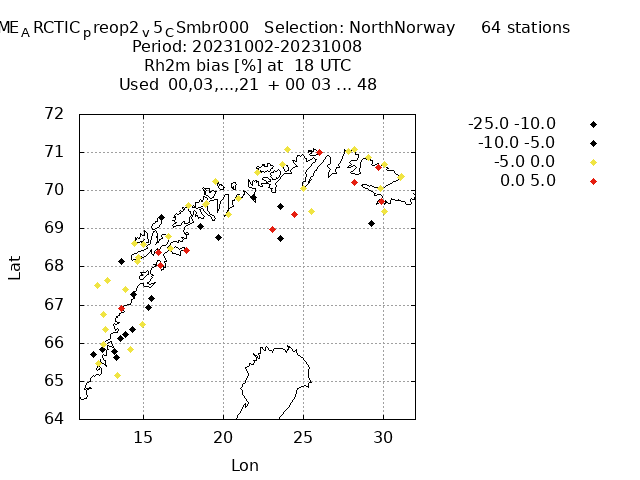 ME_ARCTIC_preop2_v5_CSmbr000 Selection: NorthNorway 64 stations
Period: 20231002-20231008
Rh2m bias [%] at 18 UTC
Used 00,03,...,21 + 00 03 ... 48
72
71
70
69
68
67
66
65
64
15 20 25 30
Lat
Lon
-25.0 -10.0
-10.0 -5.0
-5.0 0.0
0.0 5.0